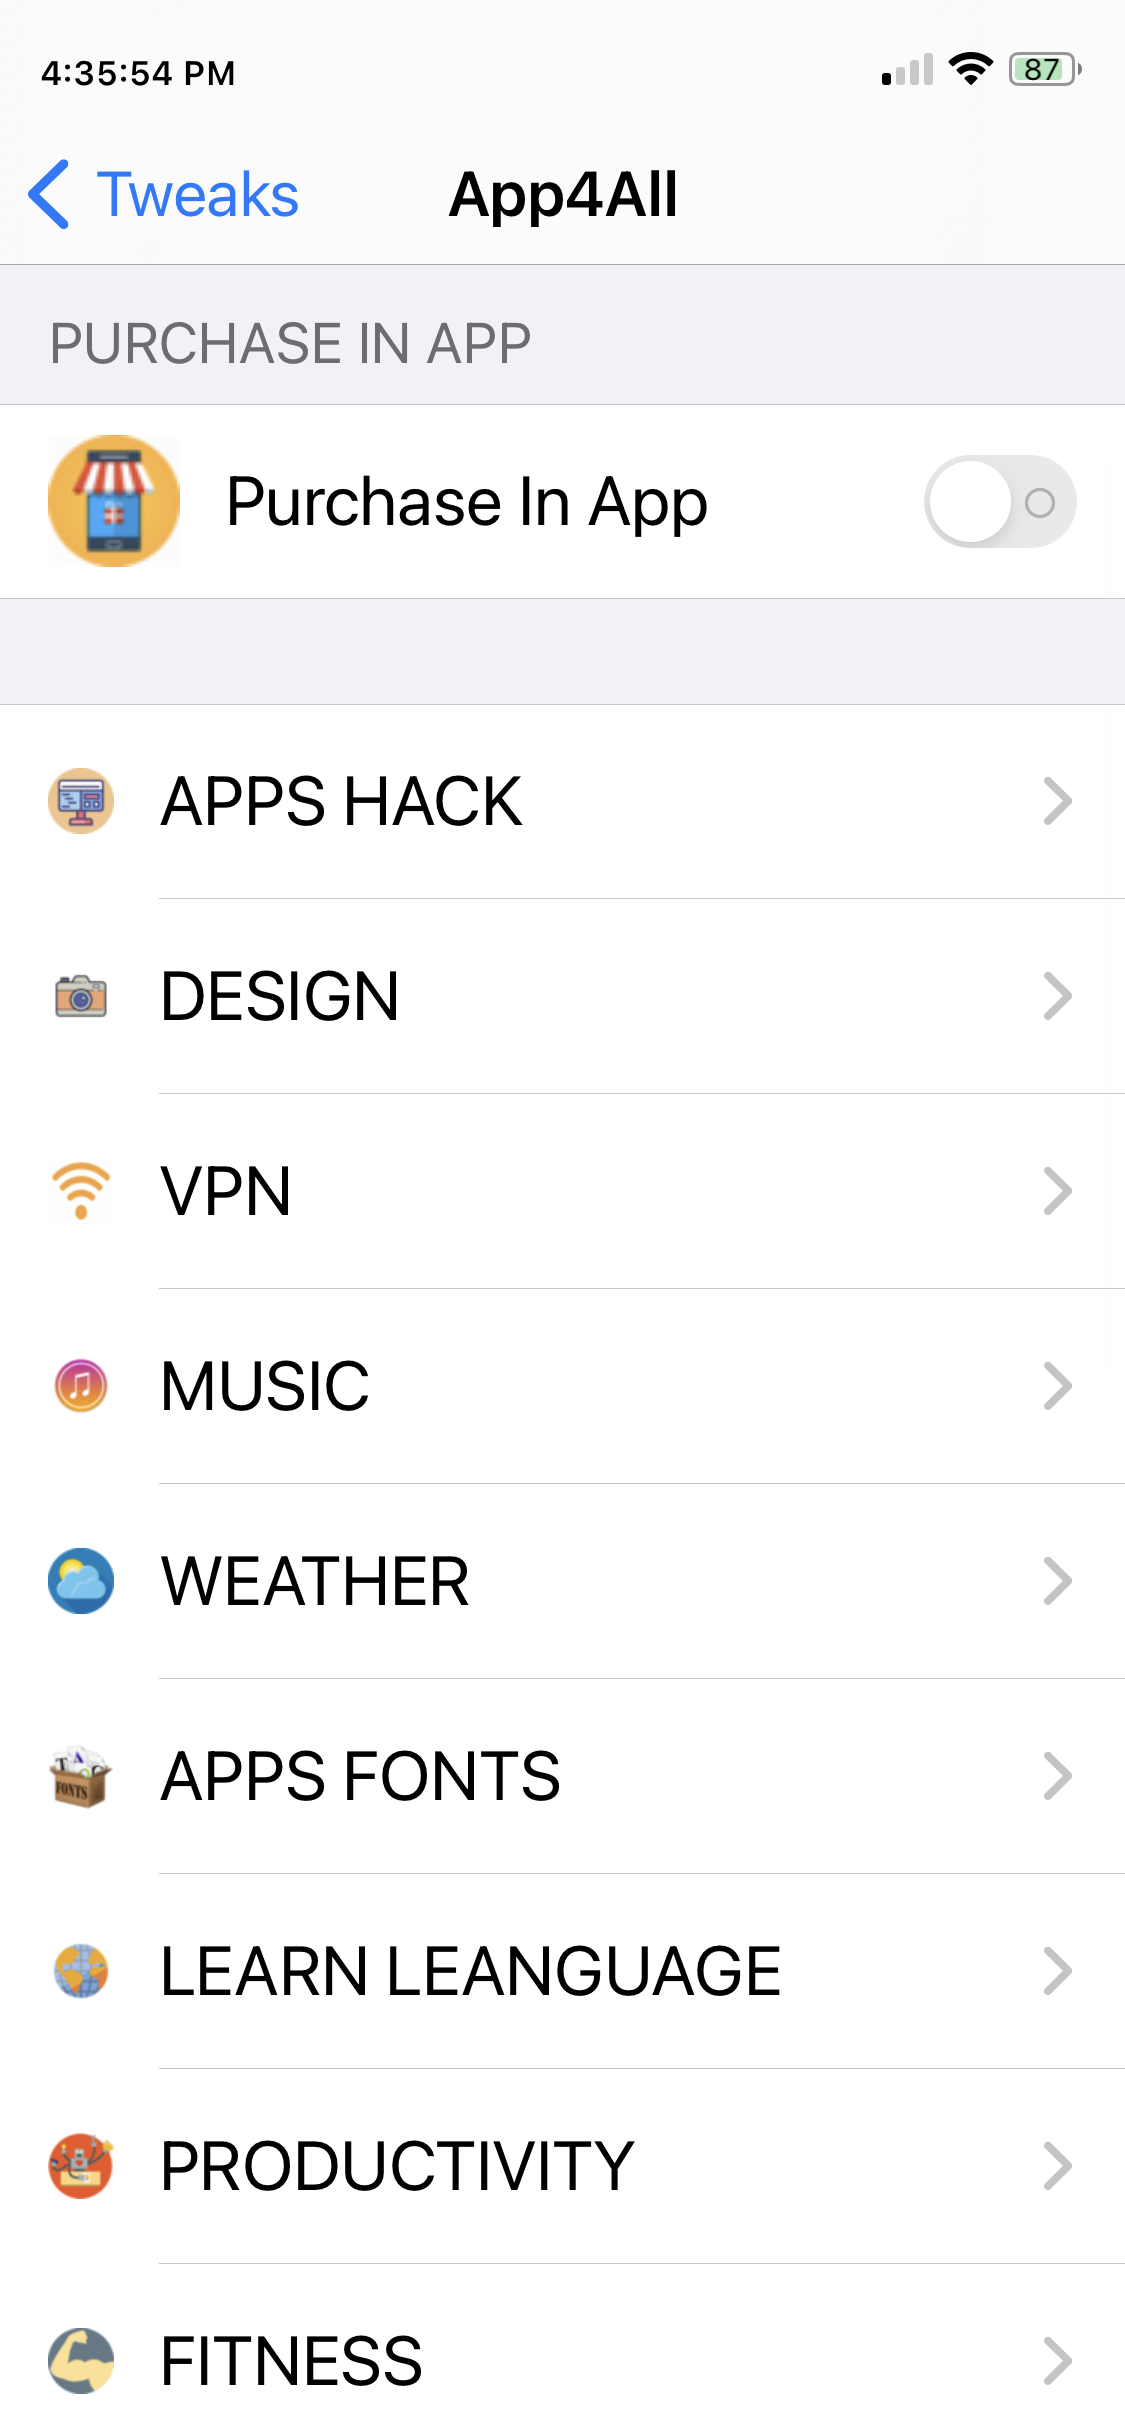 4:35:54 PM
87
Tweaks
App4All
PURCHASE IN APP
Purchase In App
APPS HACK
DESIGN
VPN
MUSIC
WEATHER
FONTS
APPS FONTS
LEARN LEANGUAGE
PRODUCTIVITY
FITNESS